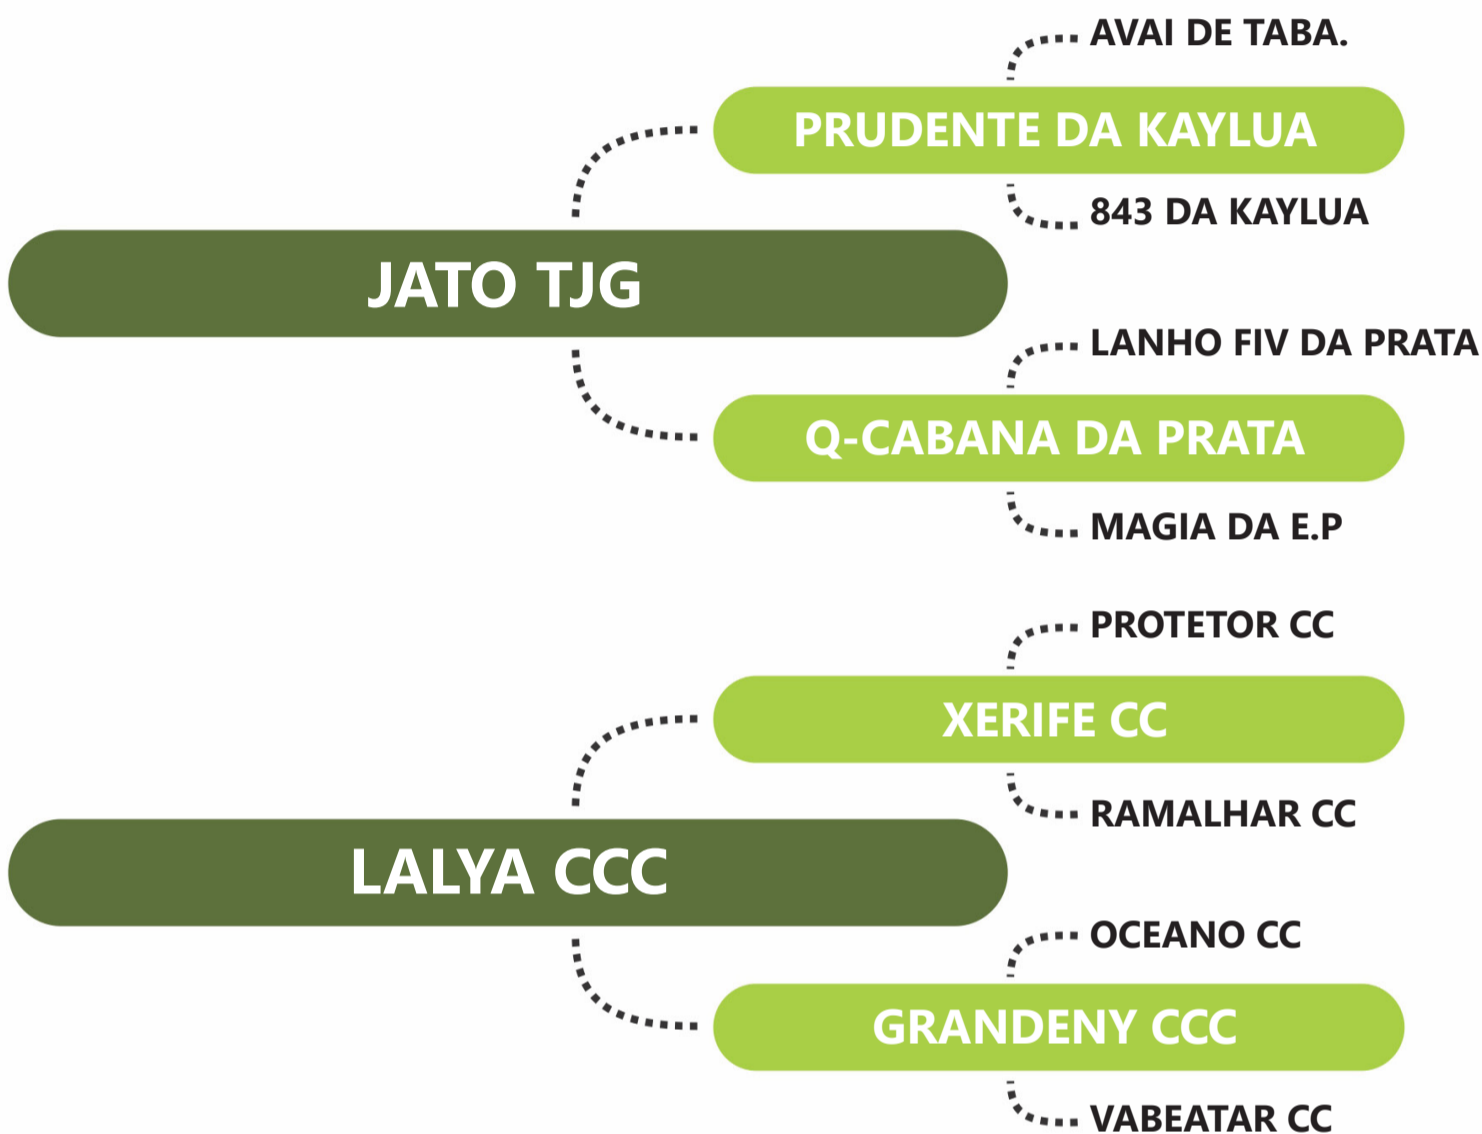 AVAI DE TABA.
PRUDENTE DA KAYLUA
843 DA KAYLUA
JATO TJG
LANHO FIV DA PRATA
Q-CABANA DA PRATA
MAGIA DA E.P
PROTETOR CC
XERIFE CC
RAMALHAR CC
LALYA CCC
OCEANO CC
GRANDENY CCC
VABEATAR CC